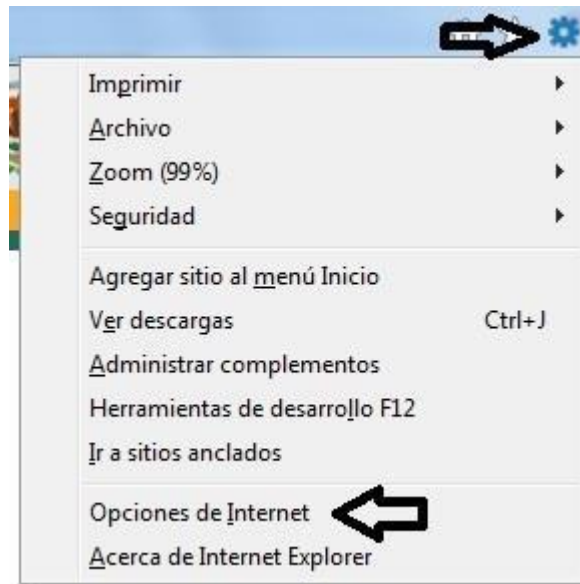 Imprimir
Archivo
Zoom (99%)
Seguridad
Agregar sitio al menú Inicio
Ver descargas Ctrl+J
Administrar complementos
Herramientas de desarrollo F12
Ir a sitios anclados
Opciones de Internet
Acerca de Internet Explorer